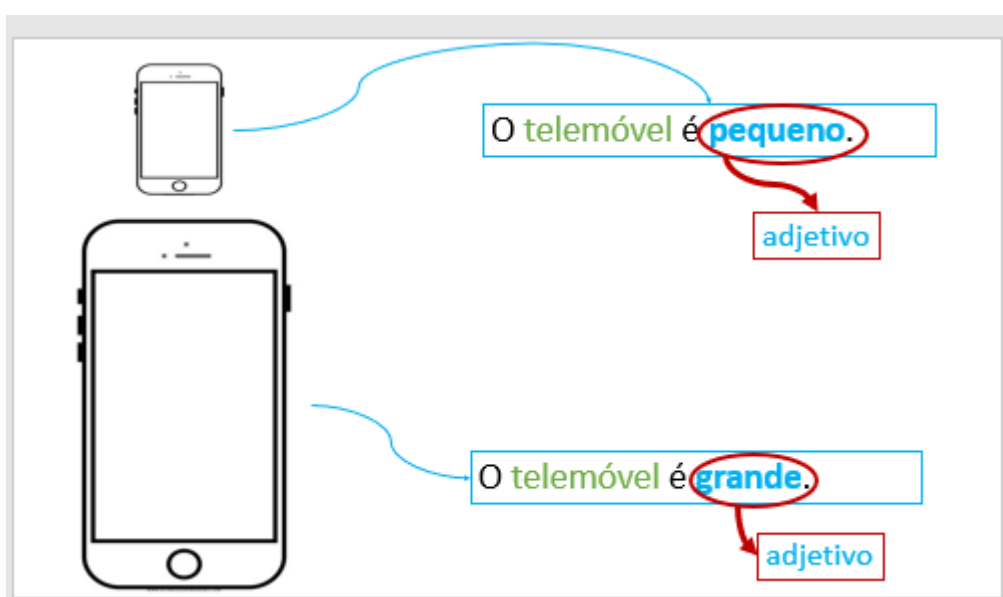 O telemóvel é pequeno.
adjetivo
O telemóvel é grande.
adjetivo